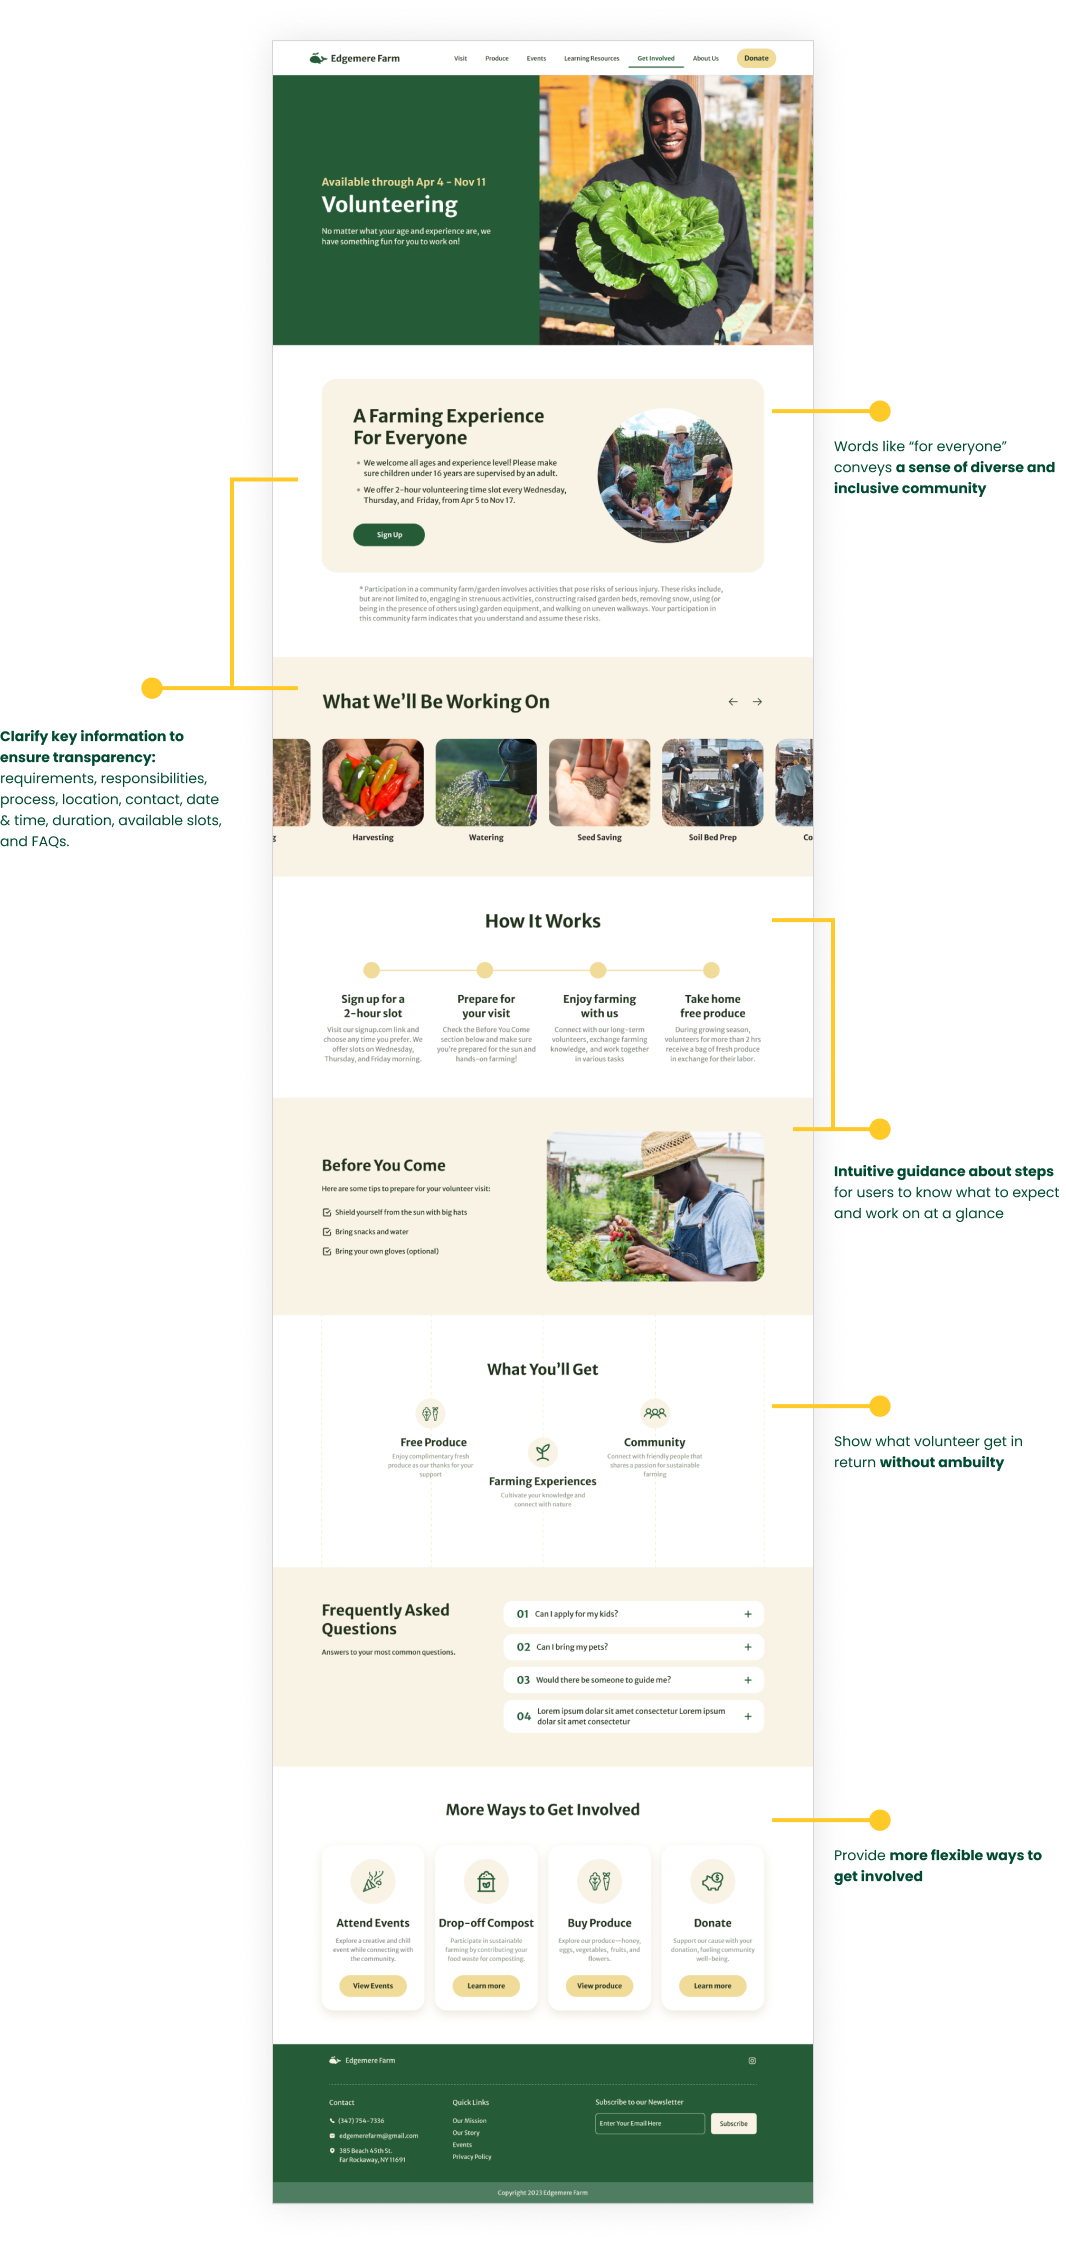 Edgemere Farm
Visit
Produce
Events
Learning Resources
Get Involved
About Us
Donate
Available through Apr 4 - Nov 11
Volunteering
No matter what your age and experience are, we
have something fun for you to work on!
A Farming Experience
For Everyone
We welcome all ages and experience level! Please make
sure children under 16 years are supervised by an adult.
We offer 2-hour volunteering time slot every Wednesday,
Thursday, and Friday, from Apr 5 to Nov 17.
Sign Up
* Participation in a community farm/garden involves activities that pose risks of serious injury. These risks include,
but are not limited to, engaging in strenuous activities, constructing raised garden beds, removing snow, using (or
being in the presence of others using) garden equipment, and walking on uneven walkways. Your participation in
this community farm indicates that you understand and assume these risks.
Words like “for everyone”
conveys a sense of diverse and
inclusive community
What We’ll Be Working On
g
Harvesting
Watering
Seed Saving
Soil Bed Prep
Co
Clarify key information to
ensure transparency:
requirements, responsibilities,
process, location, contact, date
& time, duration, available slots,
and FAQs.
How It Works
Sign up for a
2-hour slot
Visit our signup.com link and
choose any time you prefer. We
offer slots on Wednesday,
Thursday, and Friday morning.
Prepare for
your visit
Check the Before You Come
section below and make sure
you’re prepared for the sun and
hands-on farming!
Enjoy farming
with us
Connect with our long-term
volunteers, exchange farming
knowledge, and work together
in various tasks
Take home
free produce
During growing season,
volunteers for more than 2 hrs
receive a bag of fresh produce
in exchange for their labor.
Before You Come
Here are some tips to prepare for your volunteer visit:
Shield yourself from the sun with big hats
Bring snacks and water
Bring your own gloves (optional)
Intuitive guidance about steps
for users to know what to expect
and work on at a glance
What You’ll Get
Free Produce
Enjoy complimentary fresh
produce as our thanks for your
support
Farming Experiences
Cultivate your knowledge and
connect with nature
Community
Connect with friendly people that
shares a passion for sustainable
farming
Show what volunteer get in
return without ambuilty
Frequently Asked
Questions
Answers to your most common questions.
01 Can I apply for my kids?
02 Can I bring my pets?
03 Would there be someone to guide me?
04 Lorem ipsum dolar sit amet consectetur Lorem ipsum
dolar sit amet consectetur
More Ways to Get Involved
Attend Events
Explore a creative and chill
event while connecting with
the community.
View Events
Drop-off Compost
Participate in sustainable
farming by contributing your
food waste for composting.
Learn more
Buy Produce
Explore our produce—honey,
eggs, vegetables, fruits, and
flowers.
View produce
Donate
Support our cause with your
donation, fueling community
well-being.
Learn more
Provide more flexible ways to
get involved
Edgemere Farm
Contact
(347) 754-7336
edgemerefarm@gmail.com
385 Beach 45th St.
Far Rockaway, NY 11691
Quick Links
Our Mission
Our Story
Events
Privacy Policy
Subscribe to our Newsletter
Enter Your Email Here
Subscribe
Copyright 2023 Edgemere Farm